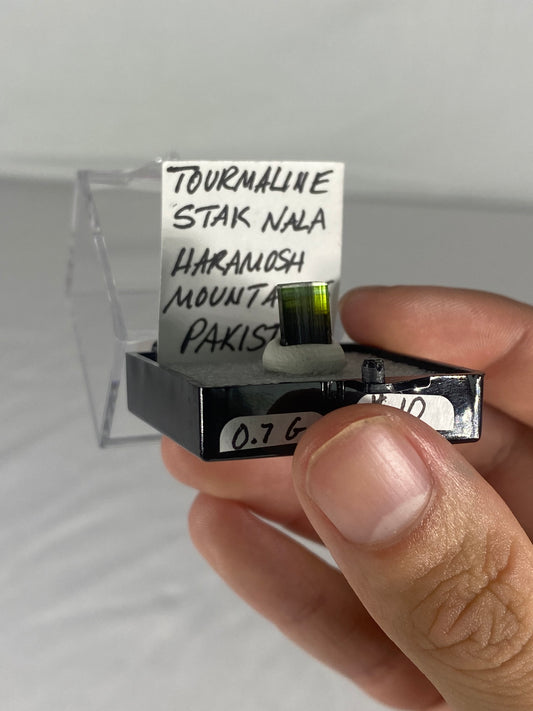 TOURMALINE
STAK NALA
HARAMOSH
MOUNTA
PAKIST
0.7 G
10